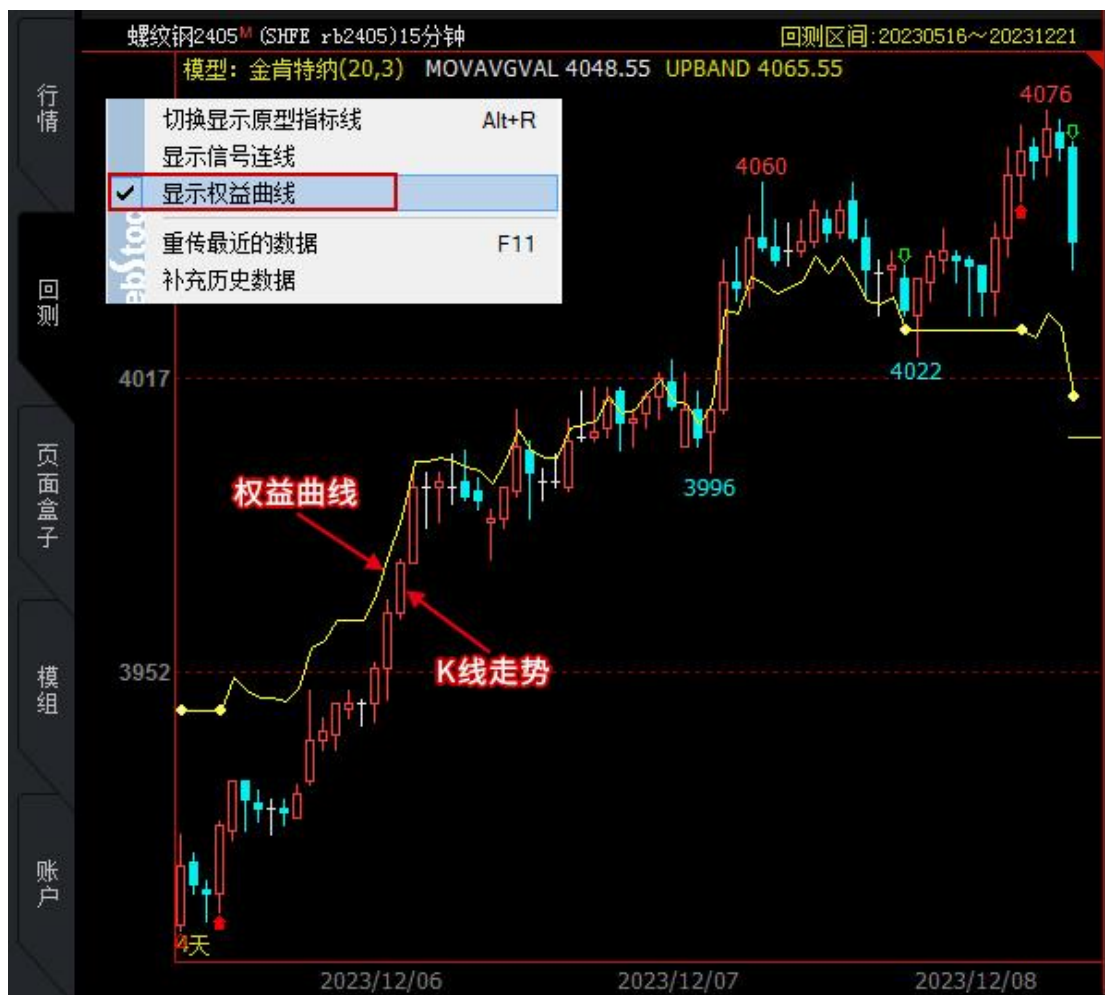 螺纹钢2405M (SHFE rb2405)15分钟 回测区间:20230516～20231221
模型：金肯特纳(20,3) MOVAVGVAL 4048.55 UPBAND 4065.55
行情
回测
页面盒子
模组
账户
切换显示原型指标线 Alt+R
显示信号连线
显示权益曲线
重传最近的数据 F11
补充历史数据
4076
4060
4022
4017
3996
权益曲线
K线走势
3952
4天
2023/12/06 2023/12/07 2023/12/08